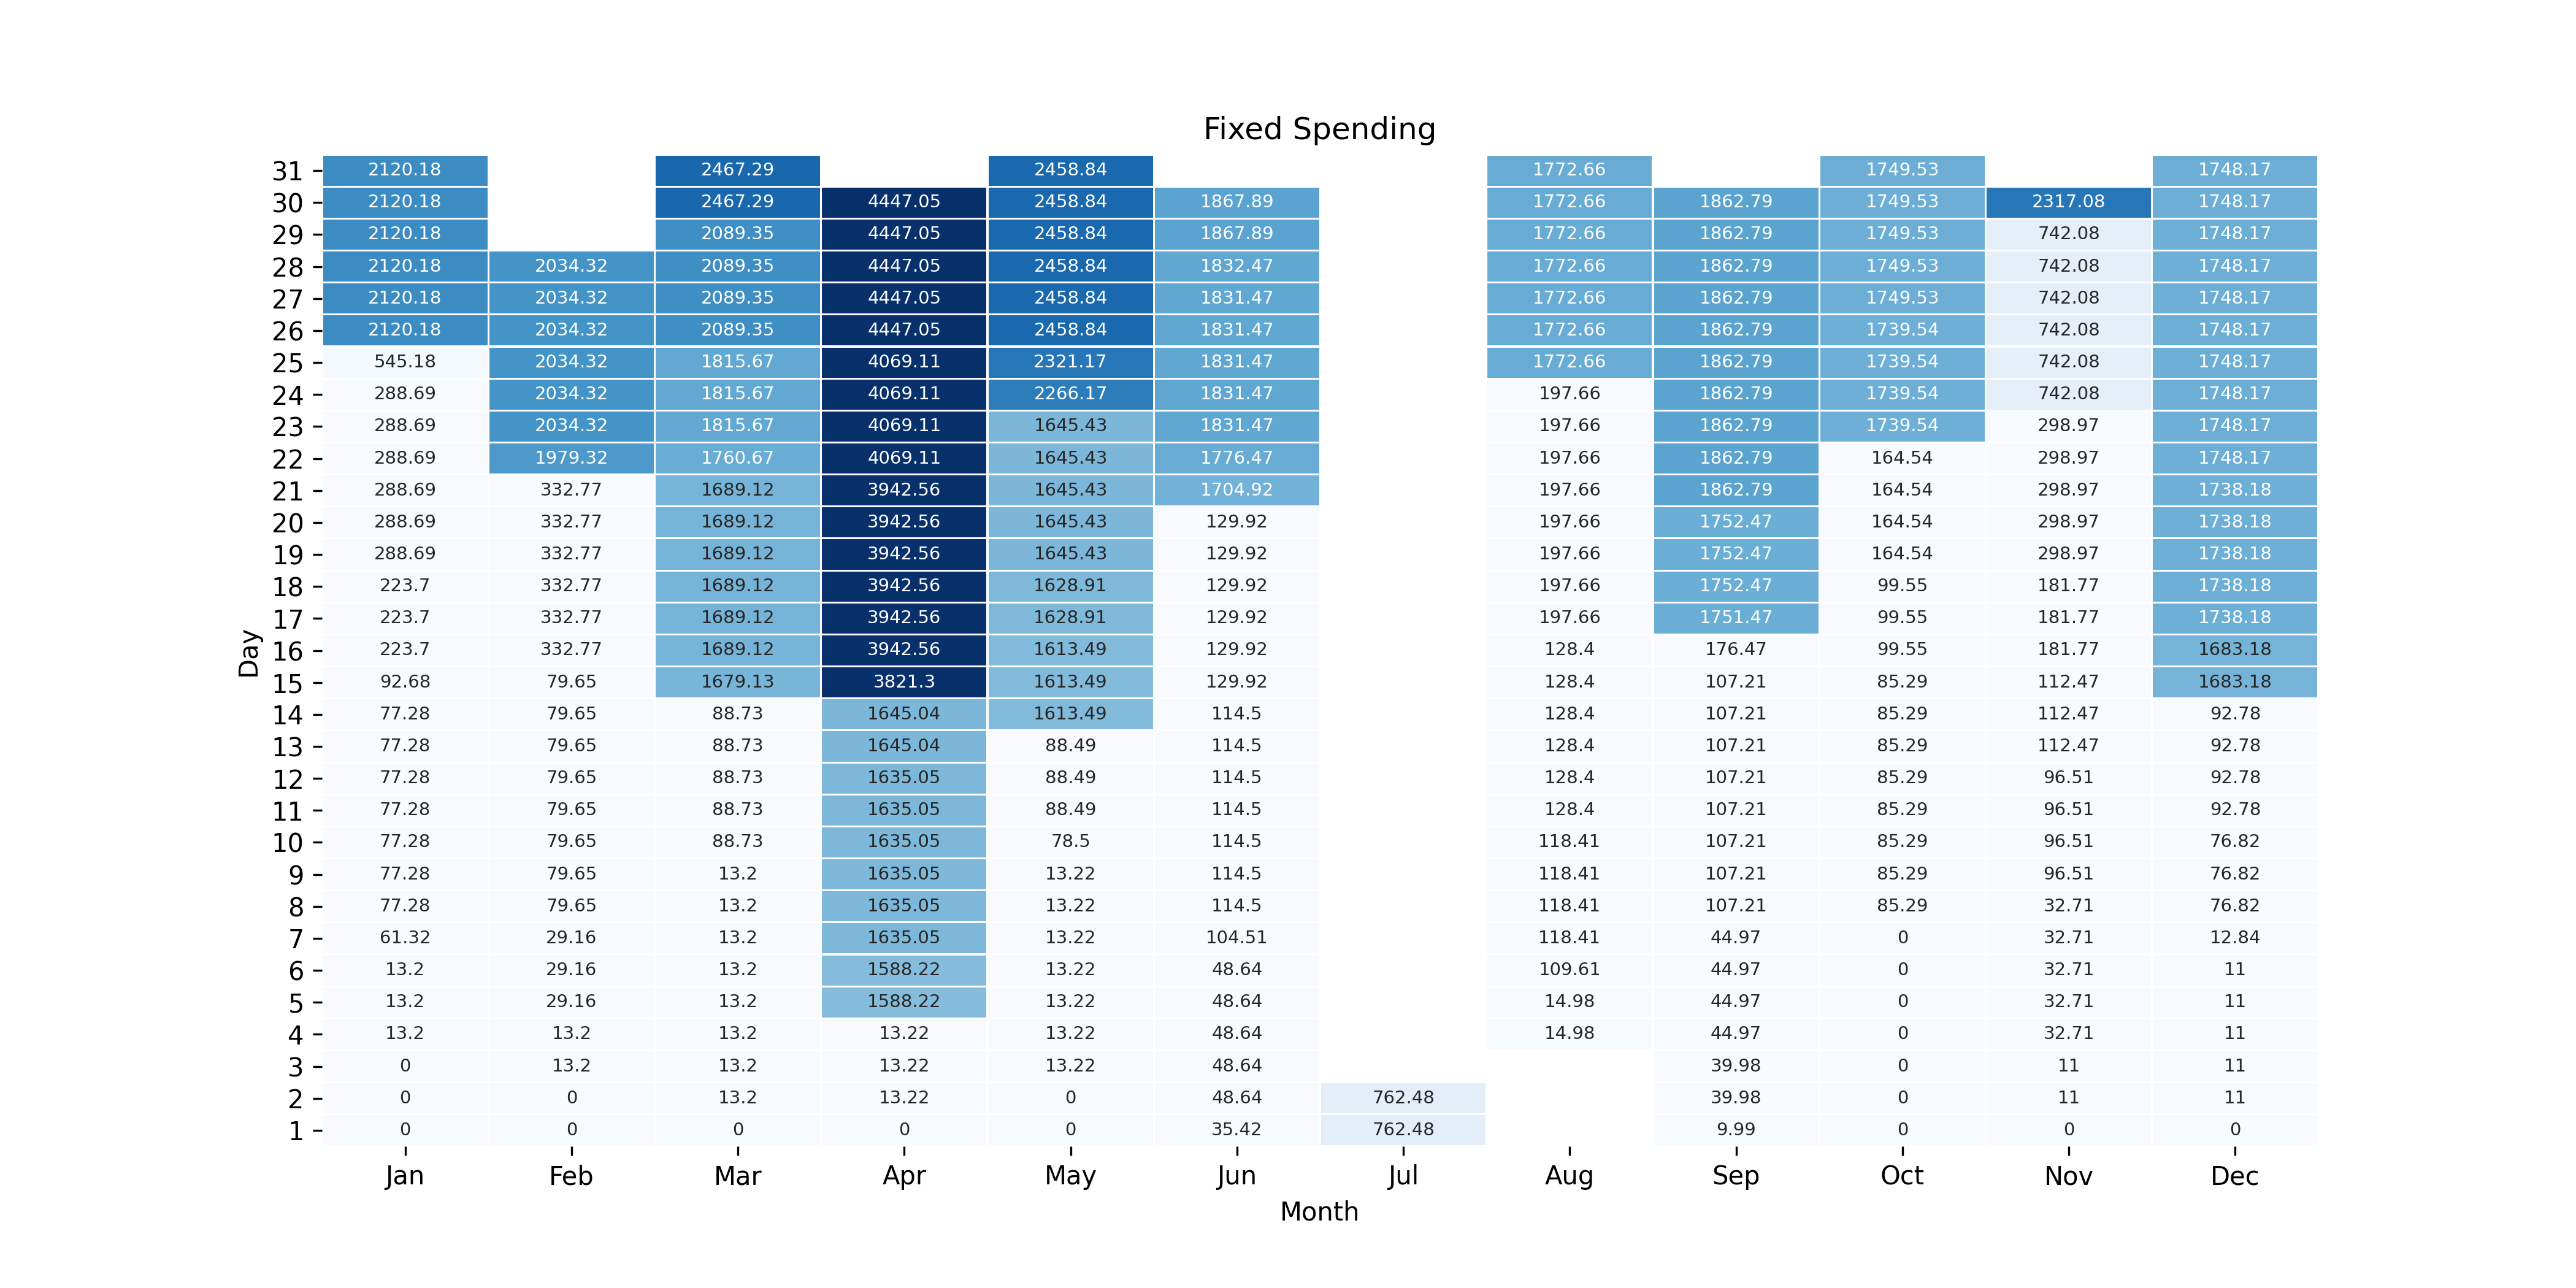 Fixed Spending
31 2120.18 2467.29 2458.84 1772.66 1749.53 1748.17
30 2120.18 2467.29 4447.05 2458.84 1867.89 1772.66 1862.79 1749.53 2317.08 1748.17
29 2120.18 2089.35 4447.05 2458.84 1867.89 1772.66 1862.79 1749.53 742.08 1748.17
28 2120.18 2034.32 2089.35 4447.05 2458.84 1832.47 1772.66 1862.79 1749.53 742.08 1748.17
27 2120.18 2034.32 2089.35 4447.05 2458.84 1831.47 1772.66 1862.79 1749.53 742.08 1748.17
26 2120.18 2034.32 2089.35 4447.05 2458.84 1831.47 1772.66 1862.79 1739.54 742.08 1748.17
25 545.18 2034.32 1815.67 4069.11 2321.17 1831.47 1772.66 1862.79 1739.54 742.08 1748.17
24 288.69 2034.32 1815.67 4069.11 2266.17 1831.47 197.66 1862.79 1739.54 742.08 1748.17
23 288.69 2034.32 1815.67 4069.11 1645.43 1831.47 197.66 1862.79 1739.54 298.97 1748.17
22 288.69 1979.32 1760.67 4069.11 1645.43 1776.47 197.66 1862.79 164.54 298.97 1748.17
21 288.69 332.77 1689.12 3942.56 1645.43 1704.92 197.66 1862.79 164.54 298.97 1738.18
20 288.69 332.77 1689.12 3942.56 1645.43 129.92 197.66 1752.47 164.54 298.97 1738.18
19 288.69 332.77 1689.12 3942.56 1645.43 129.92 197.66 1752.47 164.54 298.97 1738.18
18 223.7 332.77 1689.12 3942.56 1628.91 129.92 197.66 1752.47 99.55 181.77 1738.18
17 223.7 332.77 1689.12 3942.56 1628.91 129.92 197.66 1751.47 99.55 181.77 1738.18
16 223.7 332.77 1689.12 3942.56 1613.49 129.92 128.4 176.47 99.55 181.77 1683.18
15 92.68 79.65 1679.13 3821.3 1613.49 129.92 128.4 107.21 85.29 112.47 1683.18
14 77.28 79.65 88.73 1645.04 1613.49 114.5 128.4 107.21 85.29 112.47 92.78
13 77.28 79.65 88.73 1645.04 88.49 114.5 128.4 107.21 85.29 112.47 92.78
12 77.28 79.65 88.73 1635.05 88.49 114.5 128.4 107.21 85.29 96.51 92.78
11 77.28 79.65 88.73 1635.05 88.49 114.5 128.4 107.21 85.29 96.51 92.78
10 77.28 79.65 88.73 1635.05 78.5 114.5 118.41 107.21 85.29 96.51 76.82
9 77.28 79.65 13.2 1635.05 13.22 114.5 118.41 107.21 85.29 96.51 76.82
8 77.28 79.65 13.2 1635.05 13.22 114.5 118.41 107.21 85.29 32.71 76.82
7 61.32 29.16 13.2 1635.05 13.22 104.51 118.41 44.97 0 32.71 12.84
6 13.2 29.16 13.2 1588.22 13.22 48.64 109.61 44.97 0 32.71 11
5 13.2 29.16 13.2 1588.22 13.22 48.64 14.98 44.97 0 32.71 11
4 13.2 13.2 13.2 13.22 13.22 48.64 14.98 44.97 0 32.71 11
3 0 13.2 13.2 13.22 13.22 48.64 39.98 0 11 11
2 0 0 13.2 13.22 0 48.64 762.48 39.98 0 11 11
1 0 0 0 0 0 35.42 762.48 9.99 0 0 0
Jan Feb Mar Apr May Jun Jul Aug Sep Oct Nov Dec
Month
Day